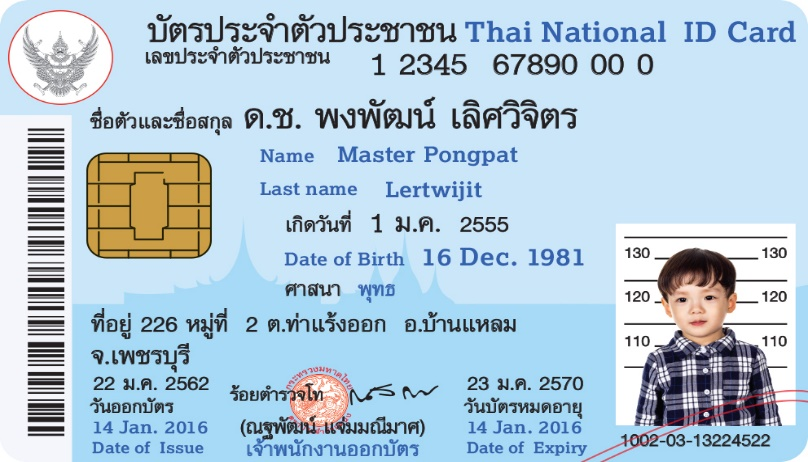 บัตรประจำตัวประชาชน Thai National ID Card
เลขประจำตัวประชาชน 1 2345 67890 00 0
ชื่อตัวและชื่อสกุล ด.ช. พงพัฒน์ เลิศวิจิตร
Name Master Pongpat
Last name Lertwijit
เกิดวันที่ 1 ม.ค. 2555
Date of Birth 16 Dec. 1981
ศาสนา พุทธ
ที่อยู่ 226 หมู่ที่ 2 ต.ท่าแร้งออก อ.บ้านแหลม
จ.เพชรบุรี
22 ม.ค. 2562
วันออกบัตร
14 Jan. 2016
Date of Issue
ร้อยตำรวจโท
(ณฐพัฒน์ แจ่มมณีมาศ)
เจ้าพนักงานออกบัตร
23 ม.ค. 2570
วันบัตรหมดอายุ
14 Jan. 2016
Date of Expiry
130 130
120 120
110 110
1002-03-13224522